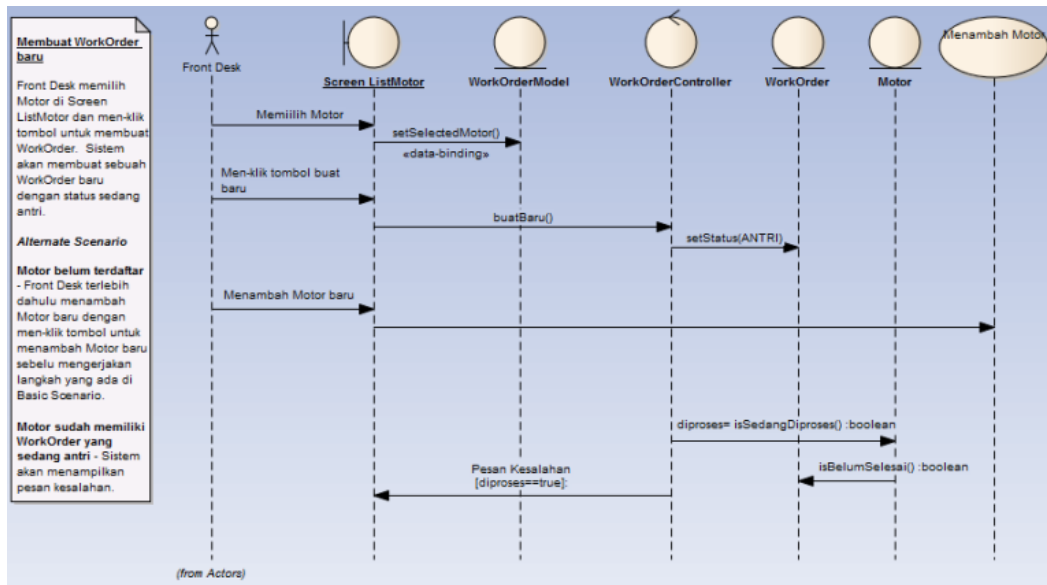 Membuat WorkOrder
baru
Front Desk memilih
Motor di Screen
ListMotor dan men-klik
tombol untuk membuat
WorkOrder. Sistem
akan membuat sebuah
WorkOrder baru
dengan status sedang
antri.
Alternate Scenario
Motor belum terdaftar
- Front Desk terlebih
dahulu menambah
Motor baru dengan
men-klik tombol untuk
menambah Motor baru
sebelu mengerjakan
langkah yang ada di
Basic Scenario.
Motor sudah memiliki
WorkOrder yang
sedang antri - Sistem
akan menampilkan
pesan kesalahan.
Front Desk
Screen ListMotor
WorkOrderModel
WorkOrderController
WorkOrder
Motor
Menambah Motor
Memiilih Motor
setSelectedMotor()
«data-binding»
Men-klik tombol buat
baru
buatBaru()
setStatus(ANTRI)
Menambah Motor baru
diproses= isSedangDiproses() :boolean
isBelumSelesai() :boolean
Pesan Kesalahan
[diproses==true]:
(from Actors)